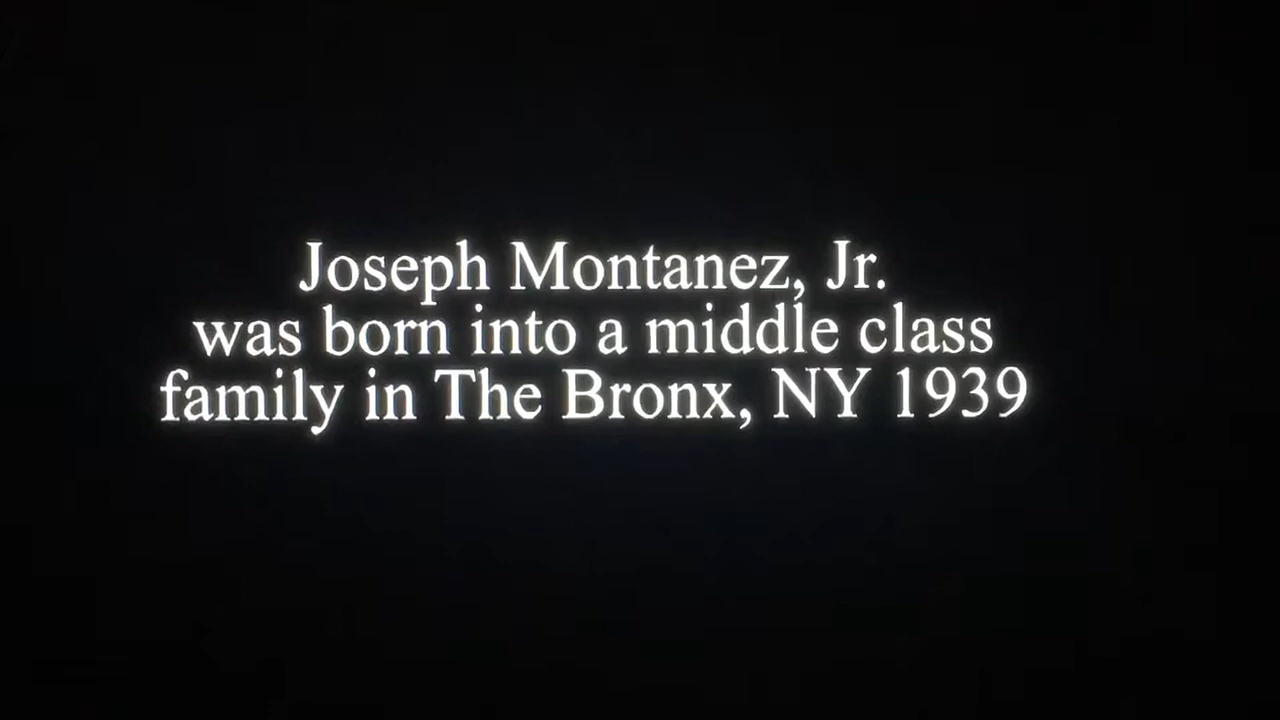 Joseph Montanez, Jr.
was born into a middle class
family in The Bronx, NY 1939